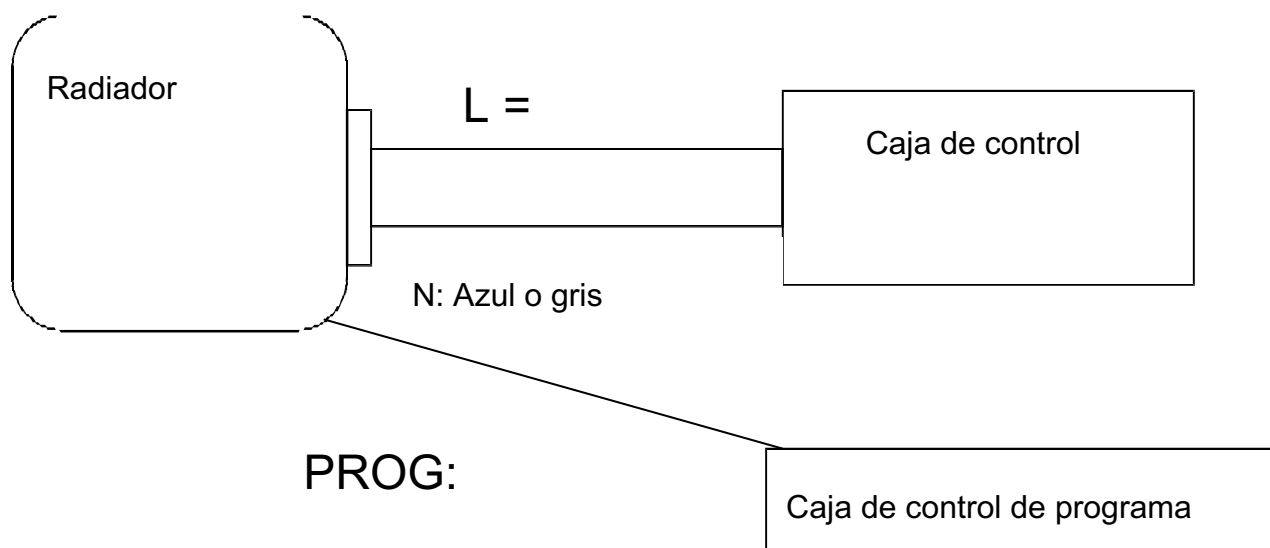 Radiador
L =
Caja de control
N: Azul o gris
PROG:
Caja de control de programa